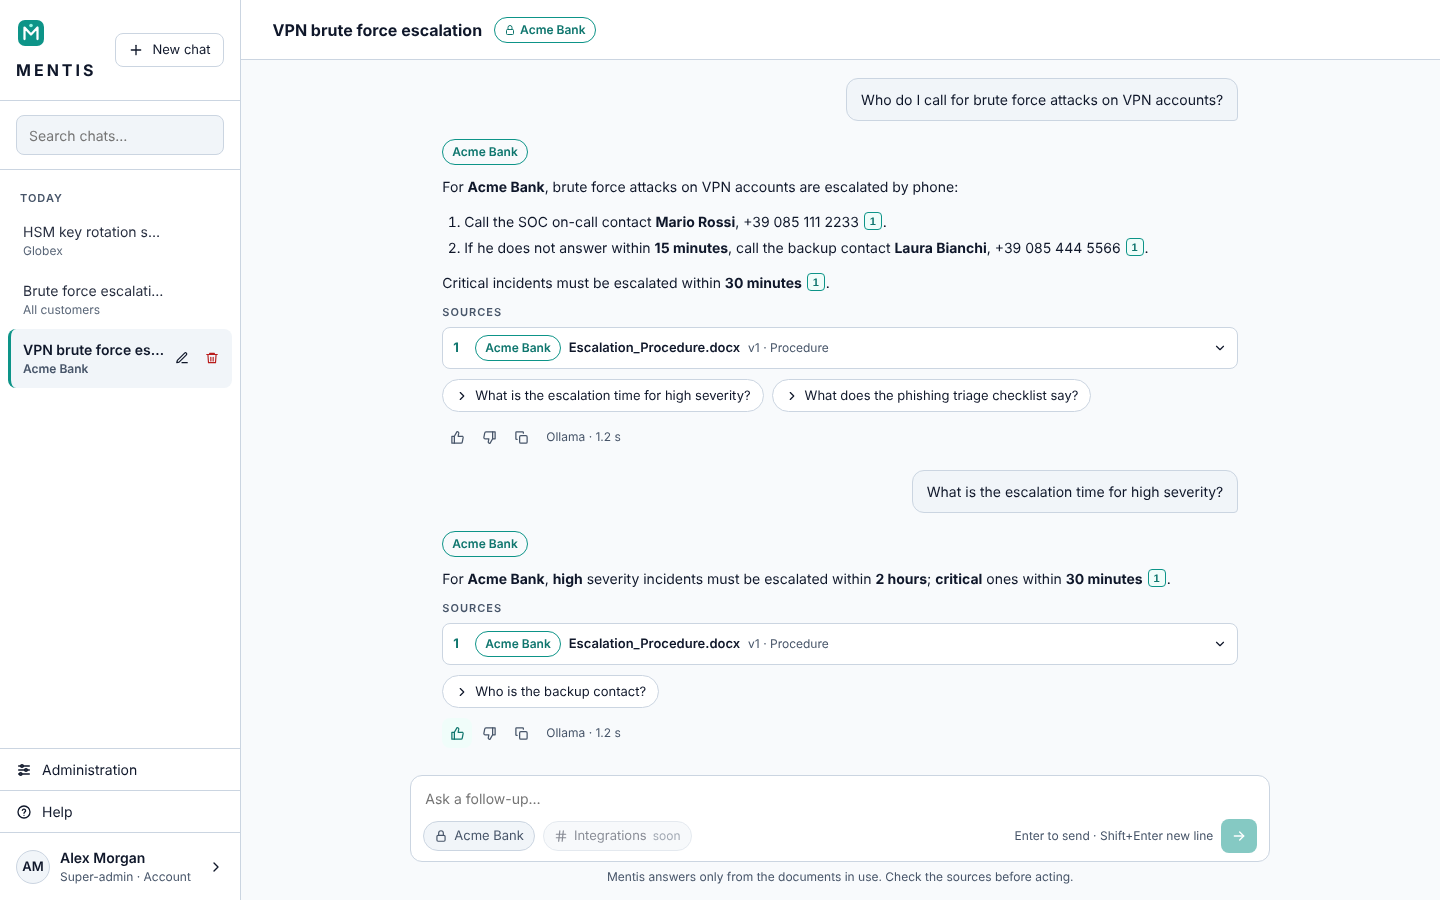 MENTIS
New chat
Search chats...
TODAY
HSM key rotation s...
Globex
Brute force escalati...
All customers
VPN brute force es...
Acme Bank
Administration
Help
AM
Alex Morgan
Super-admin · Account
VPN brute force escalation
Acme Bank
Who do I call for brute force attacks on VPN accounts?
Acme Bank
For Acme Bank, brute force attacks on VPN accounts are escalated by phone:
1. Call the SOC on-call contact Mario Rossi, +39 085 111 2233 1.
2. If he does not answer within 15 minutes, call the backup contact Laura Bianchi, +39 085 444 5566 1.
Critical incidents must be escalated within 30 minutes 1.
SOURCES
1 Acme Bank Escalation_Procedure.docx v1 · Procedure
What is the escalation time for high severity? What does the phishing triage checklist say?
Ollama · 1.2 s
What is the escalation time for high severity?
Acme Bank
For Acme Bank, high severity incidents must be escalated within 2 hours; critical ones within 30 minutes 1.
SOURCES
1 Acme Bank Escalation_Procedure.docx v1 · Procedure
Who is the backup contact?
Ollama · 1.2 s
Ask a follow-up...
Acme Bank # Integrations soon Enter to send · Shift+Enter new line
Mentis answers only from the documents in use. Check the sources before acting.